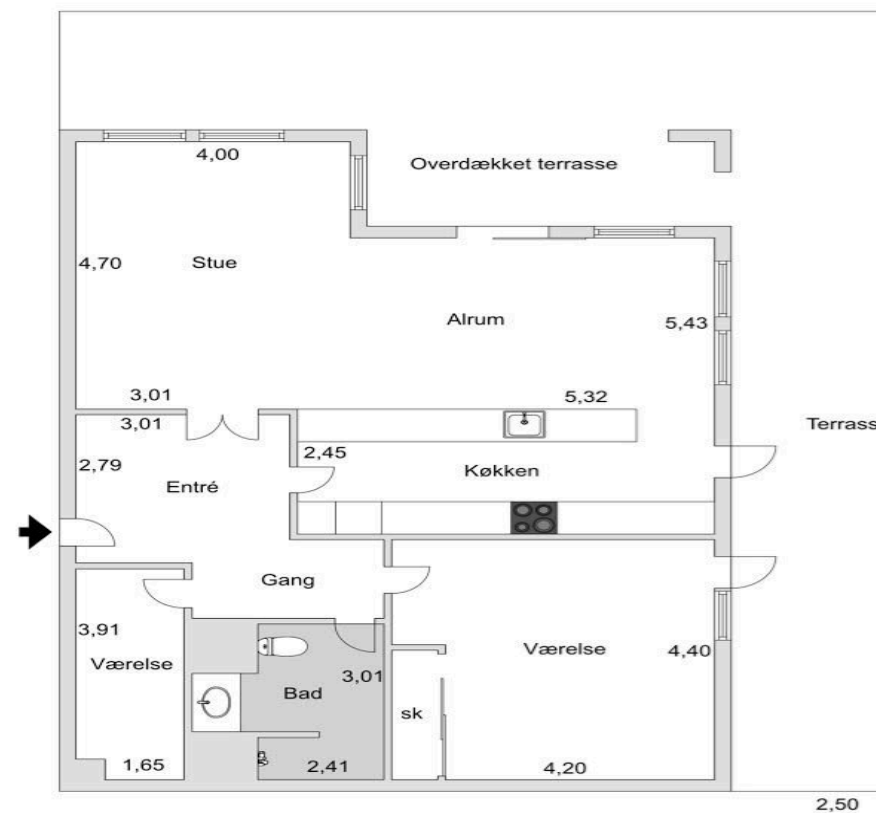 4,00
Overdækket terrasse
4,70
Stue
Alrum
5,43
3,01
5,32
3,01
Terrass
2,45
2,79
Køkken
Entré
Gang
3,91
Værelse
Værelse
4,40
3,01
Bad
sk
1,65
2,41
4,20
2,50